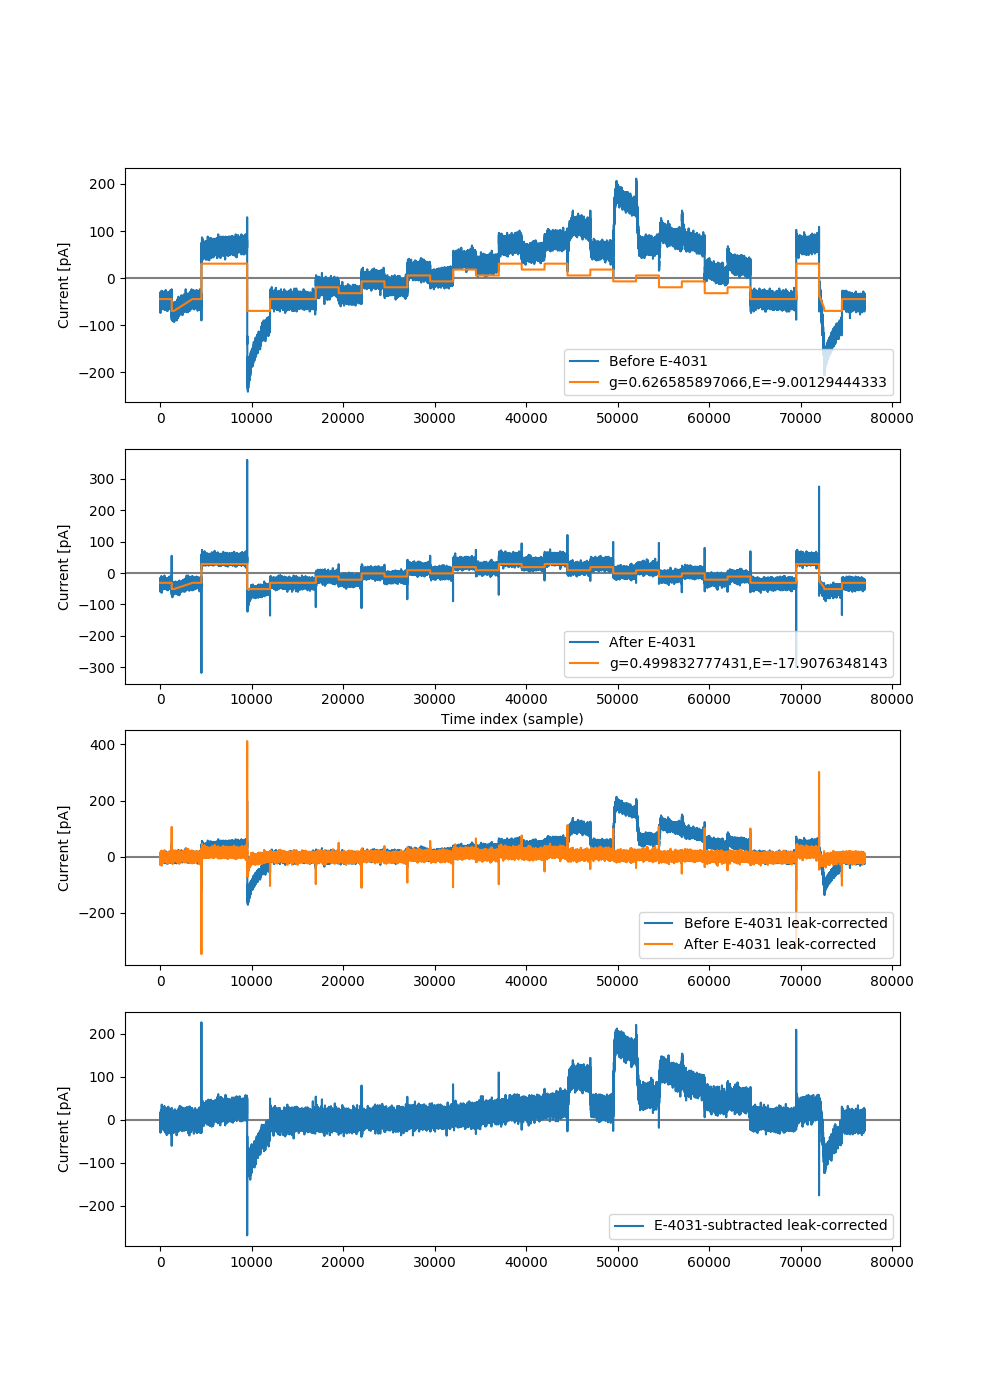 200
100
0
−100
−200
Current [pA]
Before E-4031
g=0.626585897066,E=-9.00129444333
0 10000 20000 30000 40000 50000 60000 70000 80000
300
200
100
0
−100
−200
−300
Current [pA]
After E-4031
g=0.499832777431,E=-17.9076348143
0 10000 20000 30000 40000 50000 60000 70000 80000
Time index (sample)
400
200
0
−200
Current [pA]
Before E-4031 leak-corrected
After E-4031 leak-corrected
0 10000 20000 30000 40000 50000 60000 70000 80000
200
100
0
−100
−200
Current [pA]
E-4031-subtracted leak-corrected
0 10000 20000 30000 40000 50000 60000 70000 80000